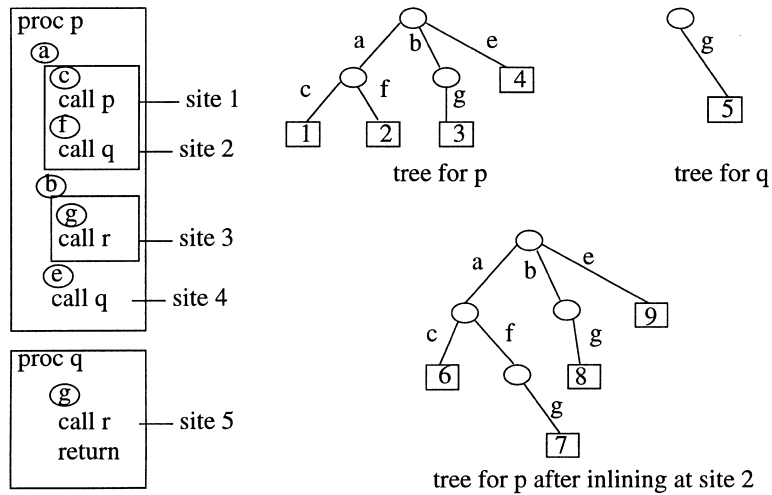 proc p
a
c
call p
site 1
f
call q
site 2
b
g
call r
site 3
e
call q
site 4
proc q
g
call r
site 5
return
a
b
e
c
f
g
4
1
2
3
tree for p
g
5
tree for q
a
b
e
c
f
g
9
6
8
g
7
tree for p after inlining at site 2